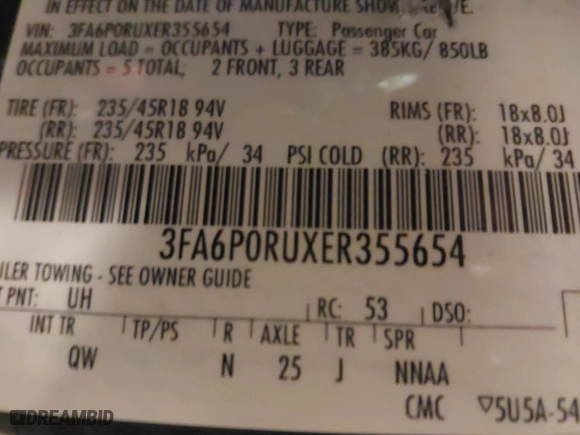 IN EFFECT ON THE DATE OF MANUFACTURE SHOWN
VIN: 3FA6P0RUXER355654 TYPE: Passenger Car
MAXIMUM LOAD = OCCUPANTS + LUGGAGE = 385KG/ 850LB
OCCUPANTS = 5 TOTAL; 2 FRONT, 3 REAR
TIRE (FR): 235/45R18 94V RIMS (FR): 18x8.0J
(RR): 235/45R18 94V (RR): 18x8.0J
PRESSURE (FR): 235 kPa/ 34 PSI COLD (RR): 235 kPa/ 34
3FA6P0RUXER355654
ILER TOWING - SEE OWNER GUIDE
T PNT: UH RC: 53 DSO:
INT TR TP/PS R AXLE TR SPR
QW N 25 J NNAA
CMC ▽5U5A-54
DREAMBID